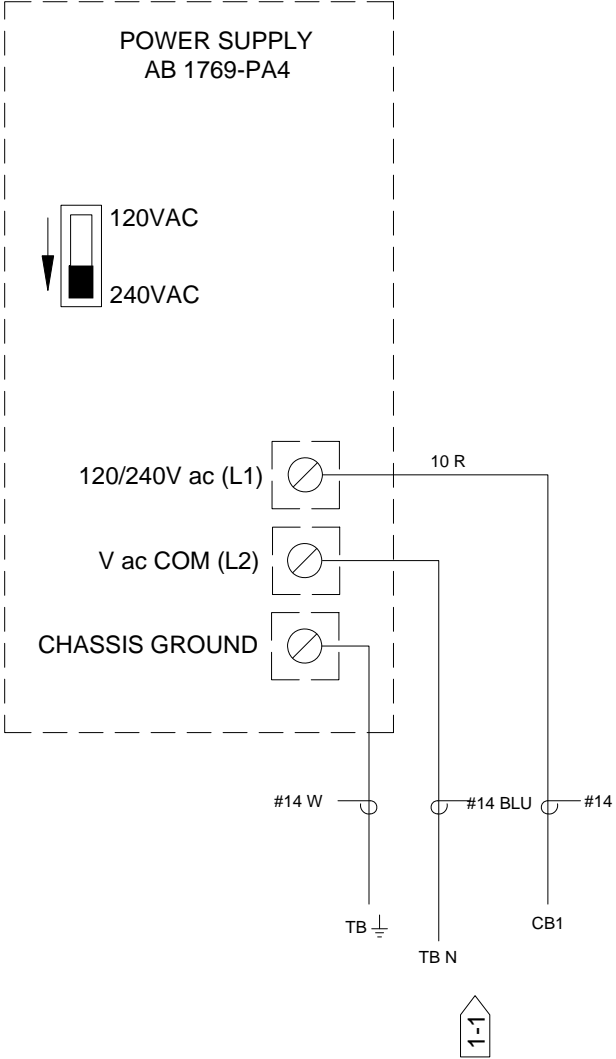 POWER SUPPLY
AB 1769-PA4
120VAC
240VAC
120/240V ac (L1)
10 R
V ac COM (L2)
CHASSIS GROUND
#14 W
#14 BLU
#14
TB
CB1
TB N
1-1